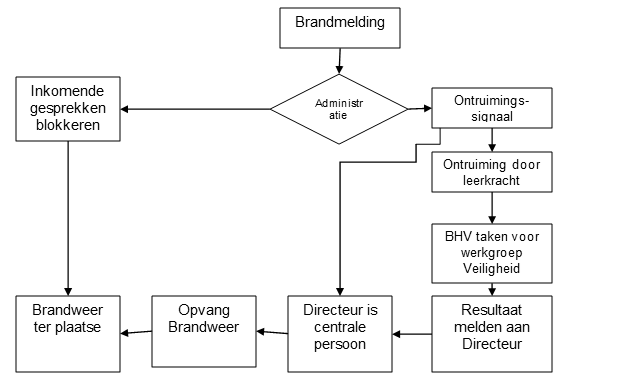 Brandmelding
Inkomende
gesprekken
blokkeren
Administr
atie
Ontruimings-
signaal
Ontruiming door
leerkracht
BHV taken voor
werkgroep
Veiligheid
Brandweer
ter plaatse
Opvang
Brandweer
Directeur is
centrale
persoon
Resultaat
melden aan
Directeur